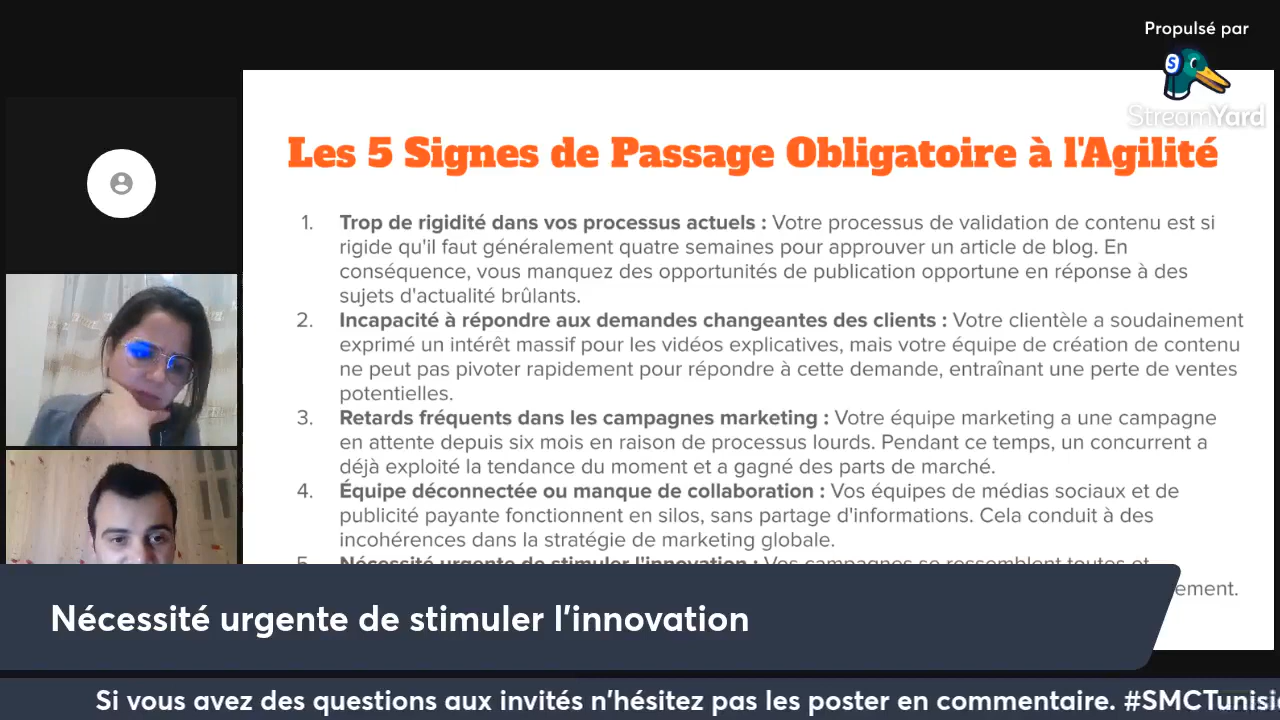 Propulsé par
S
StreamYard
Les 5 Signes de Passage Obligatoire à l'Agilité
1. Trop de rigidité dans vos processus actuels : Votre processus de validation de contenu est si
rigide qu'il faut généralement quatre semaines pour approuver un article de blog. En
conséquence, vous manquez des opportunités de publication opportune en réponse à des
sujets d'actualité brûlants.
2. Incapacité à répondre aux demandes changeantes des clients : Votre clientèle a soudainement
exprimé un intérêt massif pour les vidéos explicatives, mais votre équipe de création de contenu
ne peut pas pivoter rapidement pour répondre à cette demande, entraînant une perte de ventes
potentielles.
3. Retards fréquents dans les campagnes marketing : Votre équipe marketing a une campagne
en attente depuis six mois en raison de processus lourds. Pendant ce temps, un concurrent a
déjà exploité la tendance du moment et a gagné des parts de marché.
4. Équipe déconnectée ou manque de collaboration : Vos équipes de médias sociaux et de
publicité payante fonctionnent en silos, sans partage d'informations. Cela conduit à des
incohérences dans la stratégie de marketing globale.
5. Nécessité urgente de stimuler l'innovation : Vos campagnes se ressemblent toutes et
ement.
Nécessité urgente de stimuler l'innovation
Si vous avez des questions aux invités n'hésitez pas les poster en commentaire. #SMCTunisi